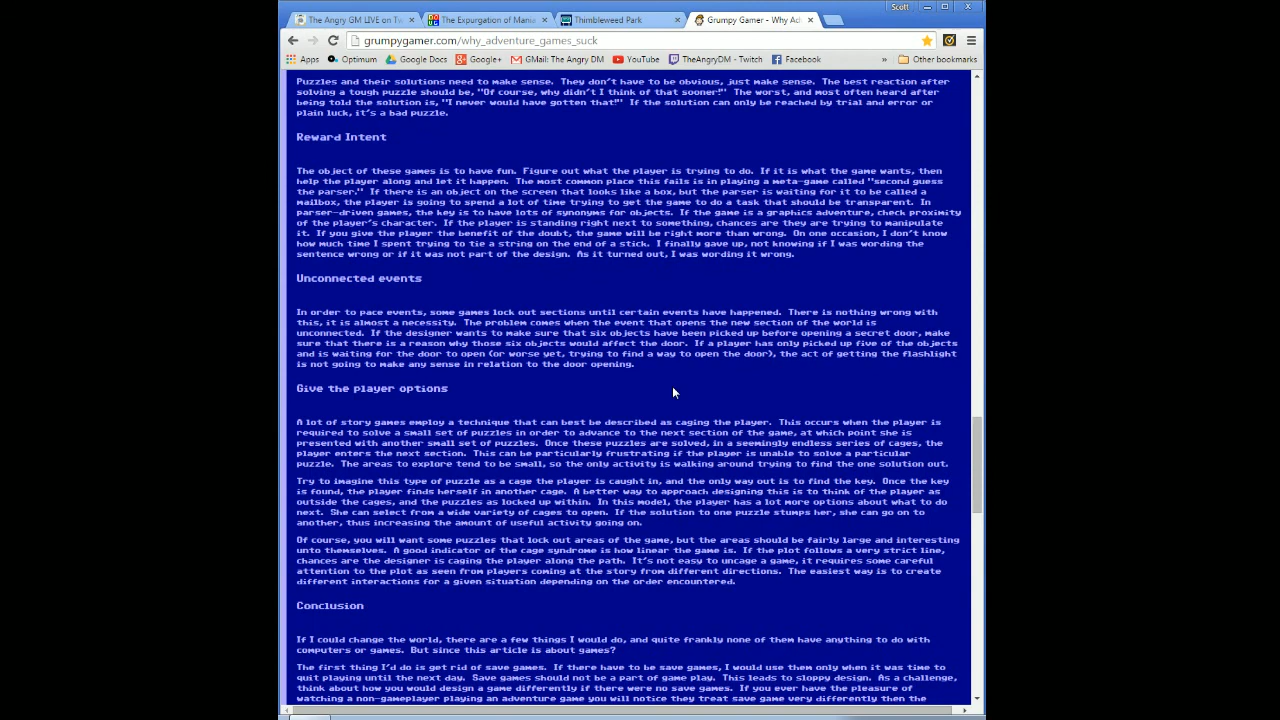 Scott
The Angry GM LIVE on Tw
The Expurgation of Mania
Thimbleweed Park
Grumpy Gamer - Why Adv
grumpygamer.com/why_adventure_games_suck
Apps Optimum Google Docs Google+ GMail: The Angry DM YouTube TheAngryDM - Twitch Facebook » Other bookmarks
Puzzles and their solutions need to make sense. They don't have to be obvious, just make sense. The best reaction after
solving a tough puzzle should be, "Of course, why didn't I think of that sooner!" The worst, and most often heard after
being told the solution is, "I never would have gotten that!" If the solution can only be reached by trial and error or
plain luck, it's a bad puzzle.
Reward Intent
The object of these games is to have fun. Figure out what the player is trying to do. If it is what the game wants, then
help the player along and let it happen. The most common place this fails is in playing a meta-game called "second guess
the parser." If there is an object on the screen that looks like a box, but the parser is waiting for it to be called a
mailbox, the player is going to spend a lot of time trying to get the game to do a task that should be transparent. In
parser-driven games, the key is to have lots of synonyms for objects. If the game is a graphics adventure, check proximity
of the player's character. If the player is standing right next to something, chances are they are trying to manipulate
it. If you give the player the benefit of the doubt, the game will be right more than wrong. On one occasion, I don't know
how much time I spent trying to tie a string on the end of a stick. I finally gave up, not knowing if I was wording the
sentence wrong or if it was not part of the design. As it turned out, I was wording it wrong.
Unconnected events
In order to pace events, some games lock out sections until certain events have happened. There is nothing wrong with
this, it is almost a necessity. The problem comes when the event that opens the new section of the world is
unconnected. If the designer wants to make sure that six objects have been picked up before opening a secret door, make
sure that there is a reason why those six objects would affect the door. If a player has only picked up five of the objects
and is waiting for the door to open (or worse yet, trying to find a way to open the door), the act of getting the flashlight
is not going to make any sense in relation to the door opening.
Give the player options
A lot of story games employ a technique that can best be described as caging the player. This occurs when the player is
required to solve a small set of puzzles in order to advance to the next section of the game, at which point she is
presented with another small set of puzzles. Once these puzzles are solved, in a seemingly endless series of cages, the
player enters the next section. This can be particularly frustrating if the player is unable to solve a particular
puzzle. The areas to explore tend to be small, so the only activity is walking around trying to find the one solution out.
Try to imagine this type of puzzle as a cage the player is caught in, and the only way out is to find the key. Once the key
is found, the player finds herself in another cage. A better way to approach designing this is to think of the player as
outside the cages, and the puzzles as locked up within. In this model, the player has a lot more options about what to do
next. She can select from a wide variety of cages to open. If the solution to one puzzle stumps her, she can go on to
another, thus increasing the amount of useful activity going on.
Of course, you will want some puzzles that lock out areas of the game, but the areas should be fairly large and interesting
unto themselves. A good indicator of the cage syndrome is how linear the game is. If the plot follows a very strict line,
chances are the designer is caging the player along the path. It's not easy to uncage a game, it requires some careful
attention to the plot as seen from players coming at the story from different directions. The easiest way is to create
different interactions for a given situation depending on the order encountered.
Conclusion
If I could change the world, there are a few things I would do, and quite frankly none of them have anything to do with
computers or games. But since this article is about games?
The first thing I'd do is get rid of save games. If there have to be save games, I would use them only when it was time to
quit playing until the next day. Save games should not be a part of game play. This leads to sloppy design. As a challenge,
think about how you would design a game differently if there were no save games. If you ever have the pleasure of
watching a non-gameplayer playing an adventure game you will notice they treat save game very differently then the